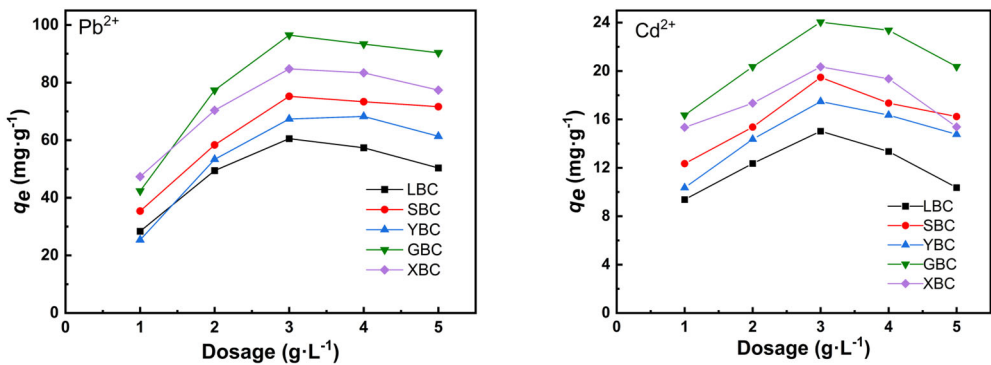 Pb²⁺
100
80
60
40
20
0
qe (mg·g⁻¹)
LBC
SBC
YBC
GBC
XBC
0 1 2 3 4 5
Dosage (g·L⁻¹)
Cd²⁺
24
20
16
12
8
4
0
qe (mg·g⁻¹)
LBC
SBC
YBC
GBC
XBC
0 1 2 3 4 5
Dosage (g·L⁻¹)